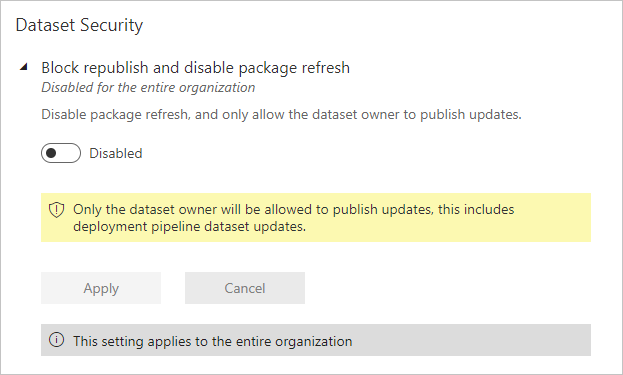 Dataset Security
Block republish and disable package refresh
Disabled for the entire organization
Disable package refresh, and only allow the dataset owner to publish updates.
Disabled
Only the dataset owner will be allowed to publish updates, this includes
deployment pipeline dataset updates.
Apply
Cancel
This setting applies to the entire organization